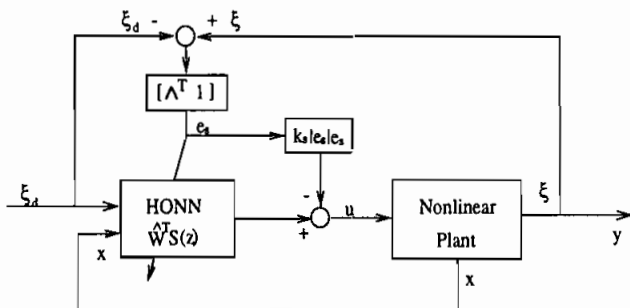 ξd - + ξ
[Λ^T 1]
es
ks|es|es
ξd
HONN
Ŵ^T S(z)
x
-
+
u
Nonlinear
Plant
ξ
y
x